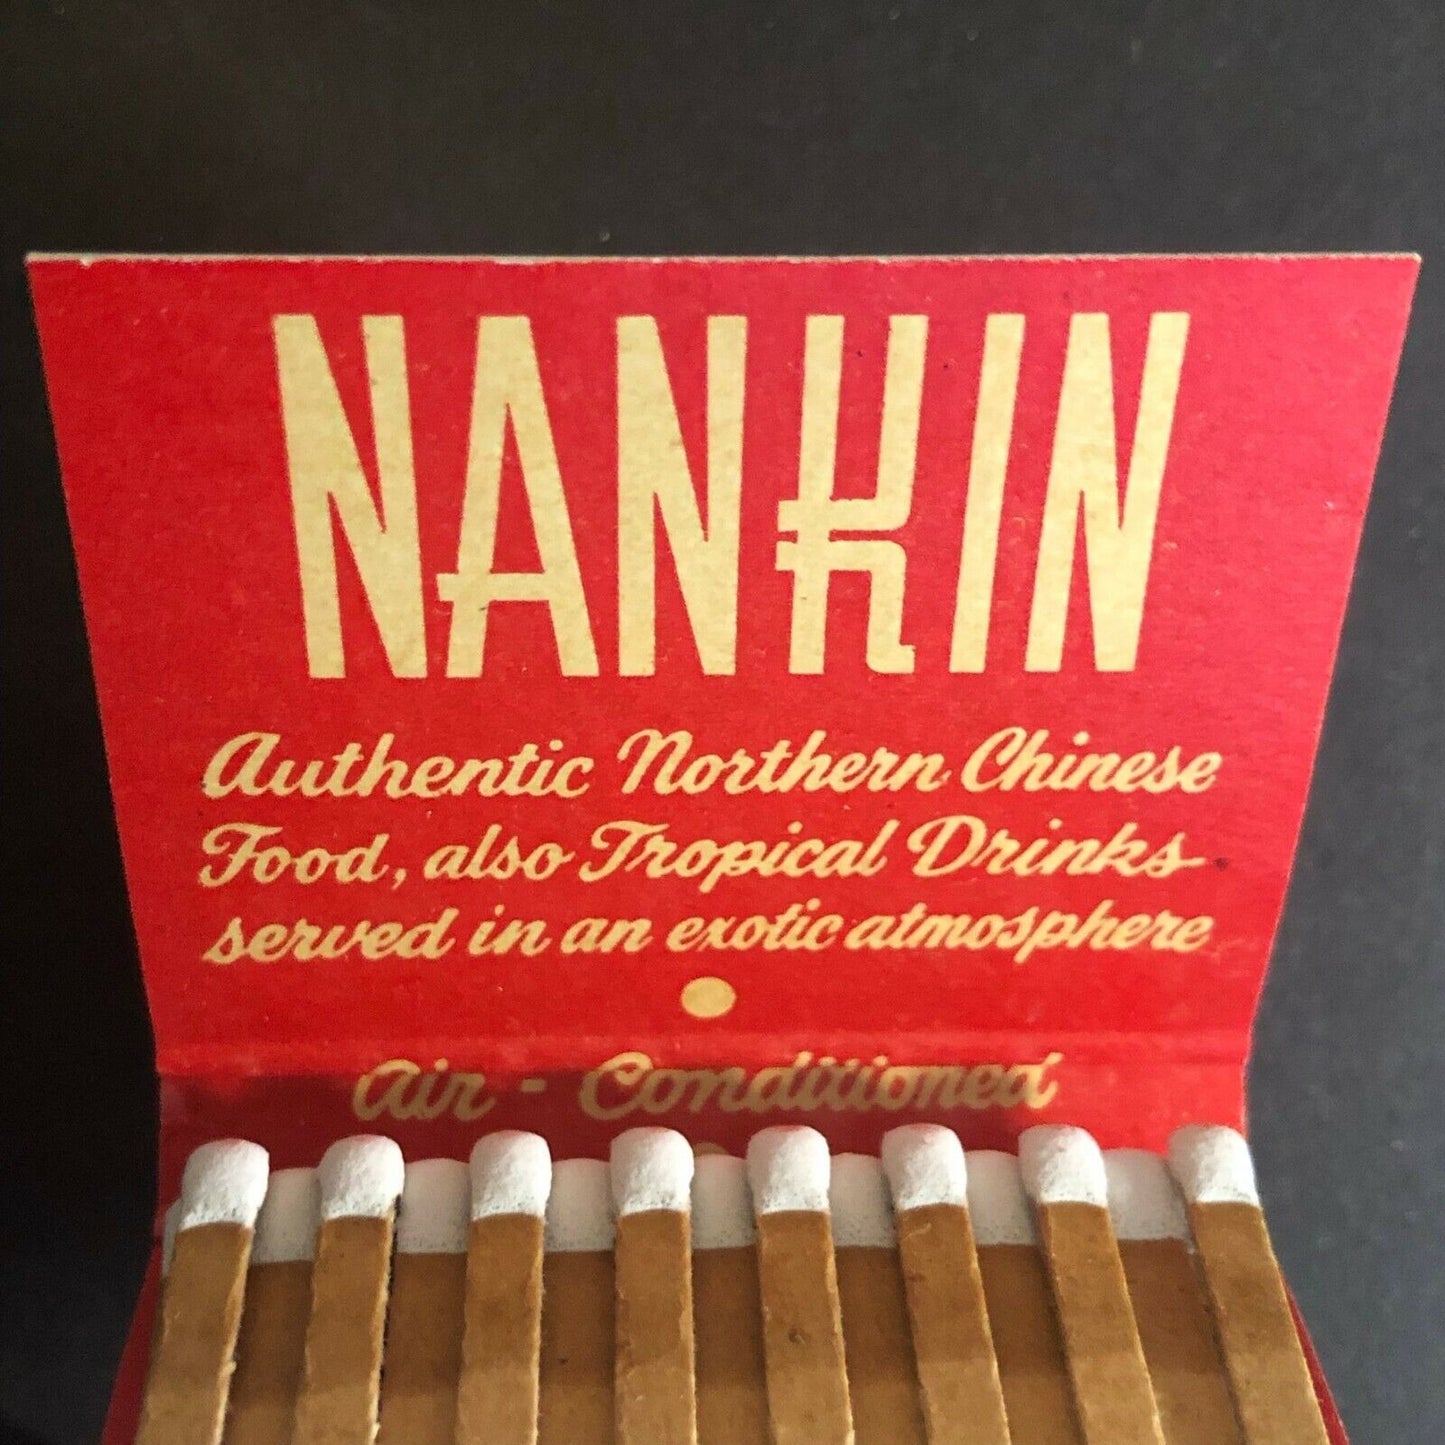 NANKIN
Authentic Northern Chinese
Food, also Tropical Drinks
served in an exotic atmosphere
Air - Conditioned